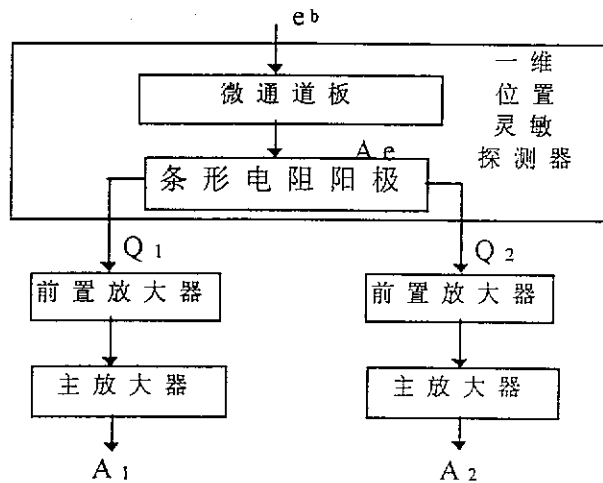 eb
一维
位置
灵敏
探测器
微通道板
Ae
条形电阻阳极
Q1
Q2
前置放大器
前置放大器
主放大器
主放大器
A1
A2